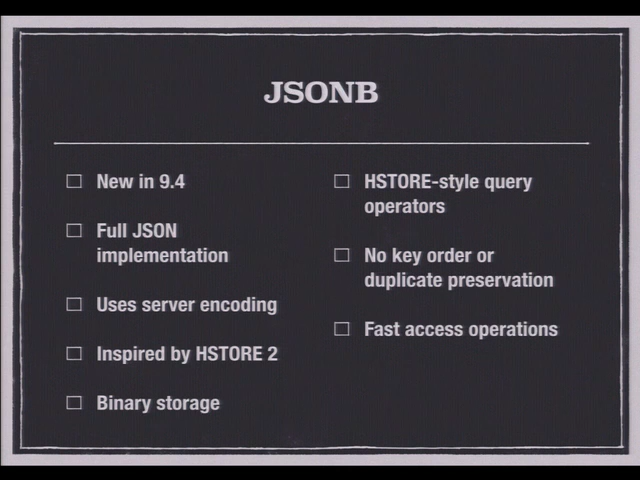 JSONB
New in 9.4
Full JSON
implementation
Uses server encoding
Inspired by HSTORE 2
Binary storage
HSTORE-style query
operators
No key order or
duplicate preservation
Fast access operations